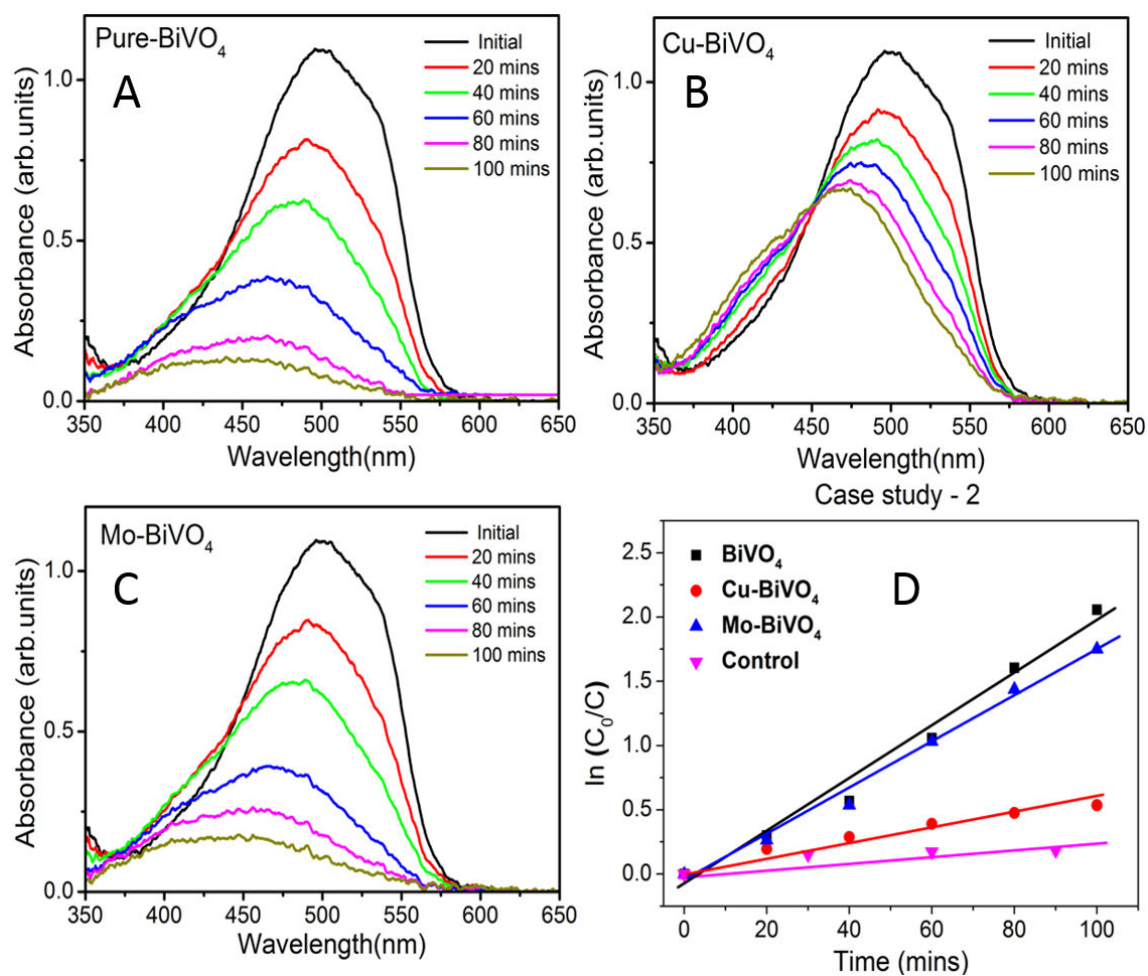 Pure-BiVO₄
A
Initial
20 mins
40 mins
60 mins
80 mins
100 mins
1.0
0.5
0.0
Absorbance (arb.units)
350 400 450 500 550 600 650
Wavelength(nm)
Cu-BiVO₄
B
Initial
20 mins
40 mins
60 mins
80 mins
100 mins
1.0
0.5
0.0
Absorbance (arb.units)
350 400 450 500 550 600 650
Wavelength(nm)
Mo-BiVO₄
C
Initial
20 mins
40 mins
60 mins
80 mins
100 mins
1.0
0.5
0.0
Absorbance (arb.units)
350 400 450 500 550 600 650
Wavelength(nm)
Case study - 2
BiVO₄
Cu-BiVO₄
Mo-BiVO₄
Control
D
2.5
2.0
1.5
1.0
0.5
0.0
ln (C₀/C)
0 20 40 60 80 100
Time (mins)